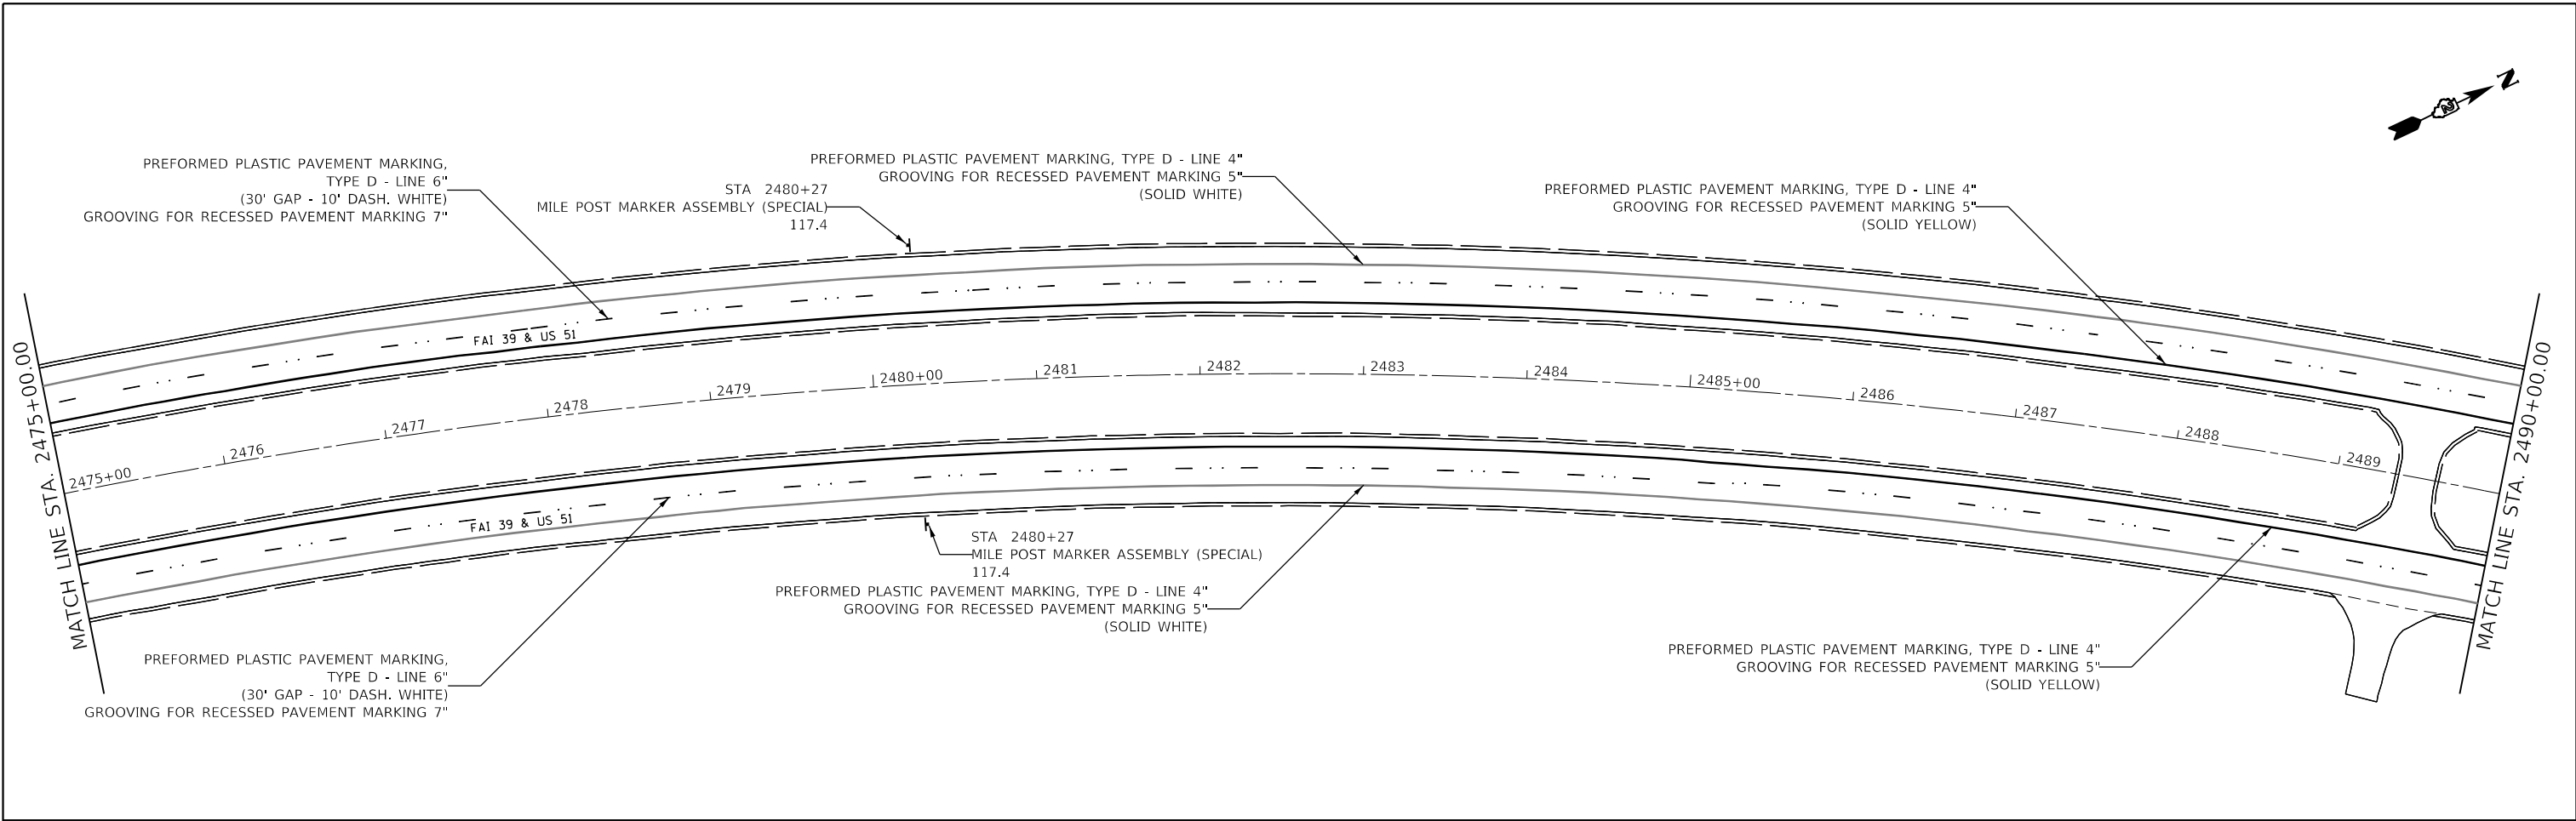 N
PREFORMED PLASTIC PAVEMENT MARKING,
TYPE D - LINE 6"
(30' GAP - 10' DASH. WHITE)
GROOVING FOR RECESSED PAVEMENT MARKING 7"
STA 2480+27
MILE POST MARKER ASSEMBLY (SPECIAL)
117.4
PREFORMED PLASTIC PAVEMENT MARKING, TYPE D - LINE 4"
GROOVING FOR RECESSED PAVEMENT MARKING 5"
(SOLID WHITE)
PREFORMED PLASTIC PAVEMENT MARKING, TYPE D - LINE 4"
GROOVING FOR RECESSED PAVEMENT MARKING 5"
(SOLID YELLOW)
MATCH LINE STA. 2475+00.00
FAI 39 & US 51
2475+00
2476
2477
2478
2479
2480+00
2481
2482
2483
2484
2485+00
2486
2487
2488
2489
MATCH LINE STA. 2490+00.00
FAI 39 & US 51
STA 2480+27
MILE POST MARKER ASSEMBLY (SPECIAL)
117.4
PREFORMED PLASTIC PAVEMENT MARKING, TYPE D - LINE 4"
GROOVING FOR RECESSED PAVEMENT MARKING 5"
(SOLID WHITE)
PREFORMED PLASTIC PAVEMENT MARKING,
TYPE D - LINE 6"
(30' GAP - 10' DASH. WHITE)
GROOVING FOR RECESSED PAVEMENT MARKING 7"
PREFORMED PLASTIC PAVEMENT MARKING, TYPE D - LINE 4"
GROOVING FOR RECESSED PAVEMENT MARKING 5"
(SOLID YELLOW)